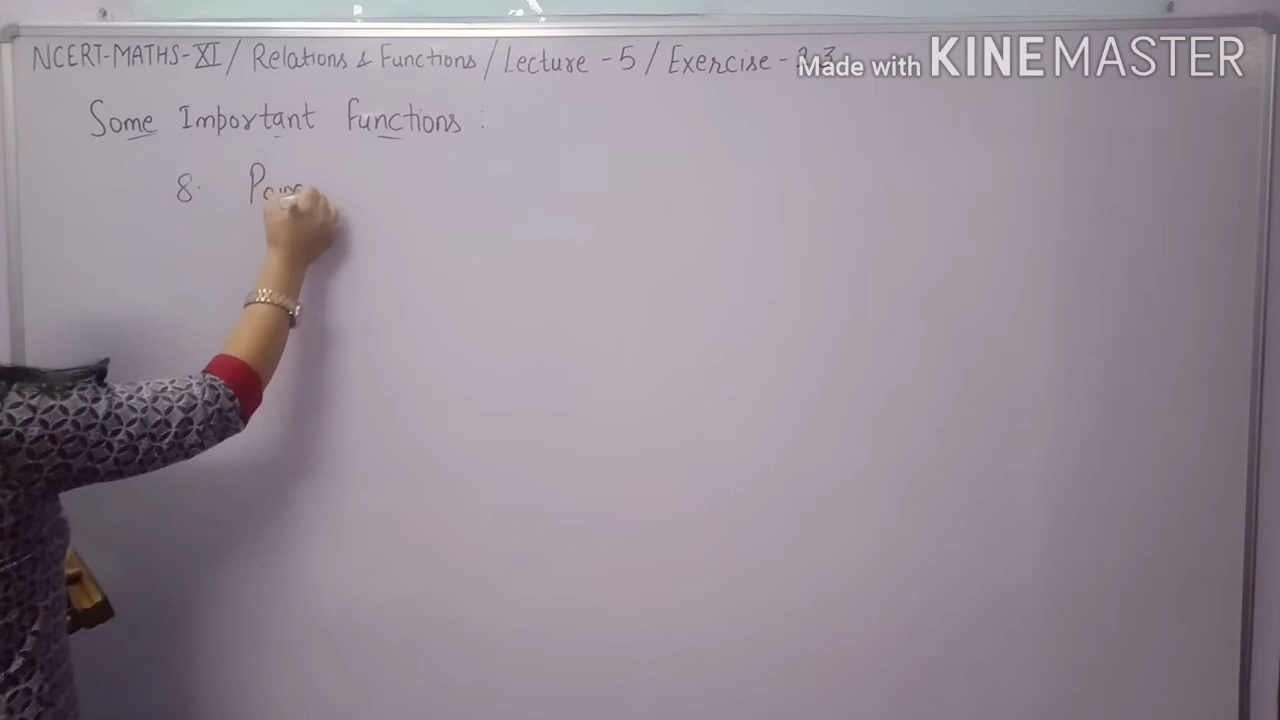 NCERT-MATHS-XI / Relations & Functions / Lecture - 5 / Exercise - 2.3
Made with KINEMASTER
Some Important Functions :
8.